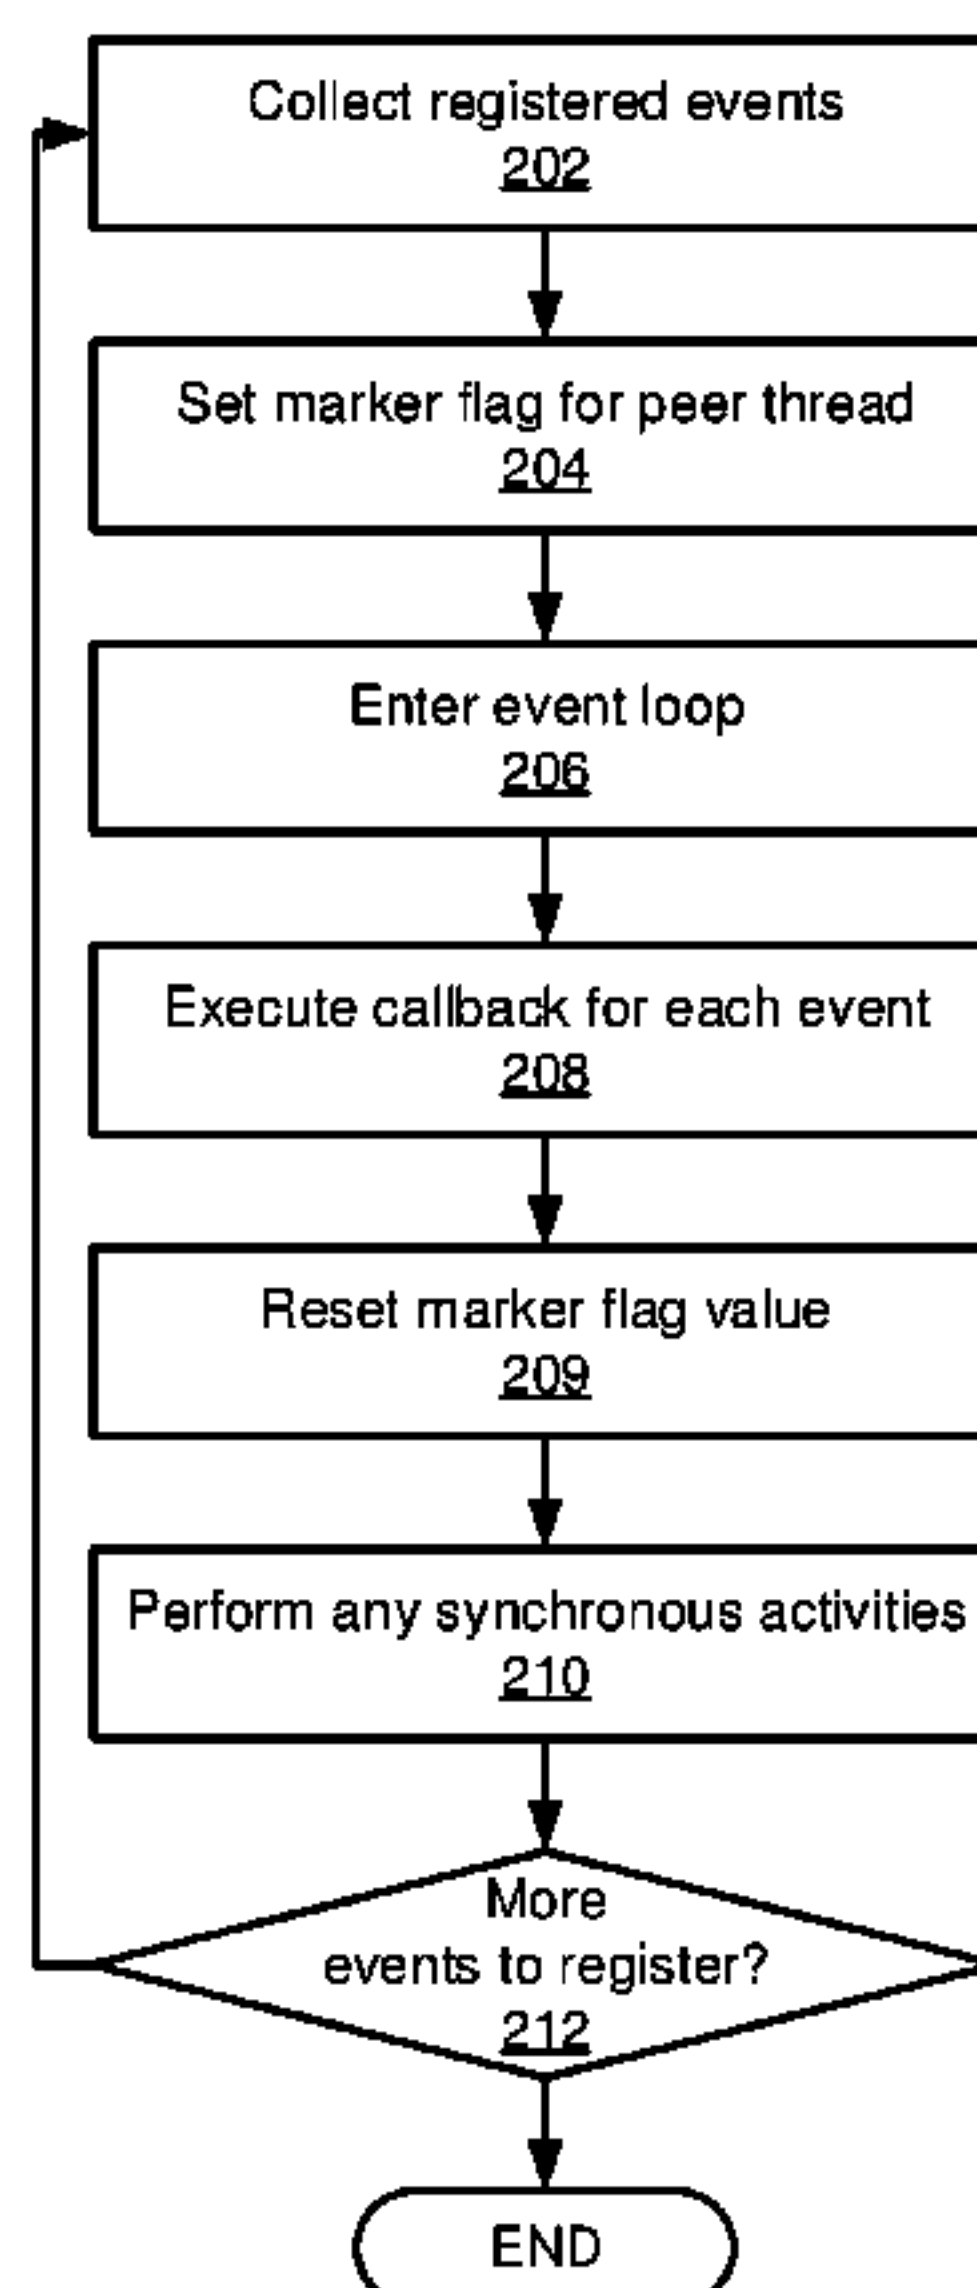 Collect registered events
202
Set marker flag for peer thread
204
Enter event loop
206
Execute callback for each event
208
Reset marker flag value
209
Perform any synchronous activities
210
More
events to register?
212
END